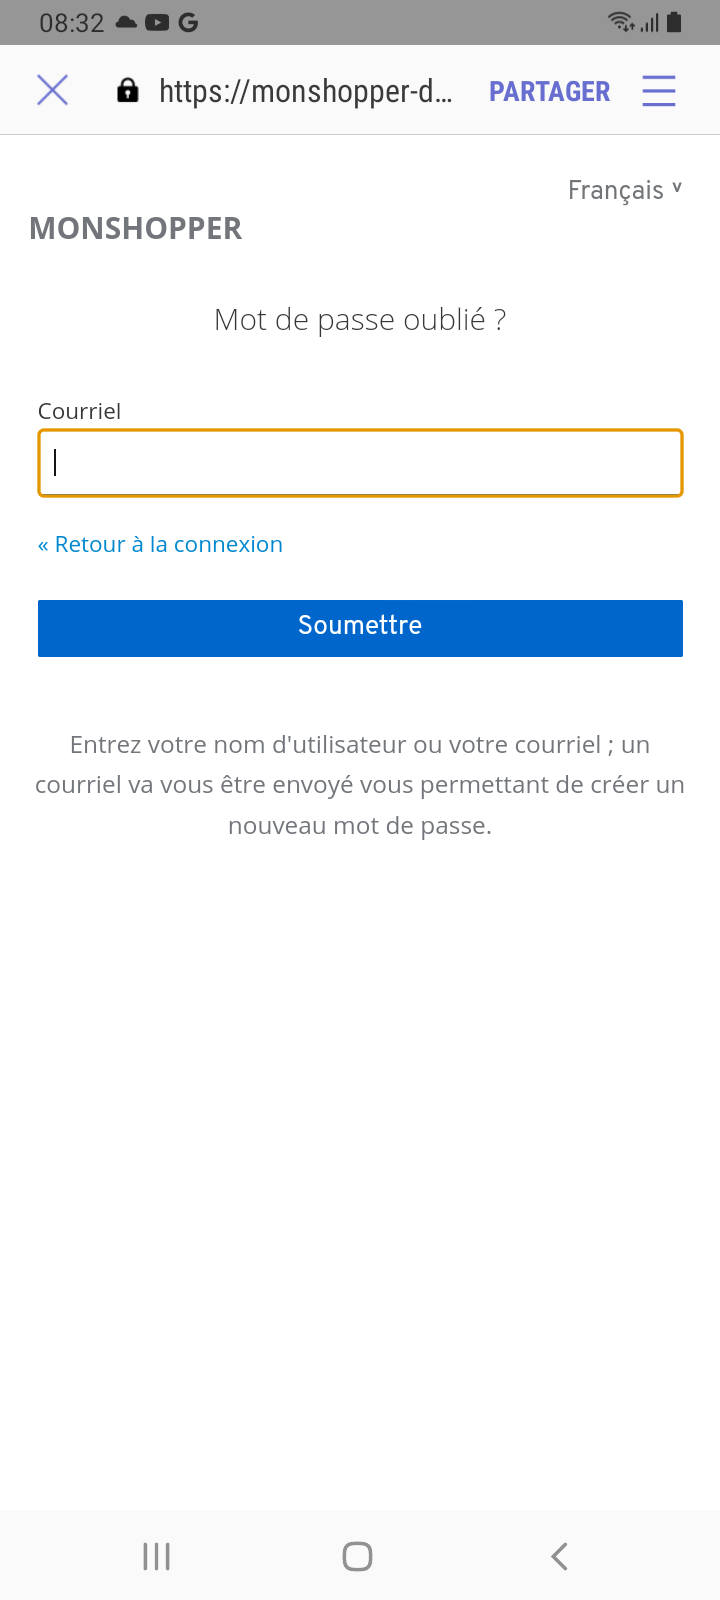 08:32
https://monshopper-d... PARTAGER
Français
MONSHOPPER
Mot de passe oublié ?
Courriel
« Retour à la connexion
Soumettre
Entrez votre nom d'utilisateur ou votre courriel ; un
courriel va vous être envoyé vous permettant de créer un
nouveau mot de passe.